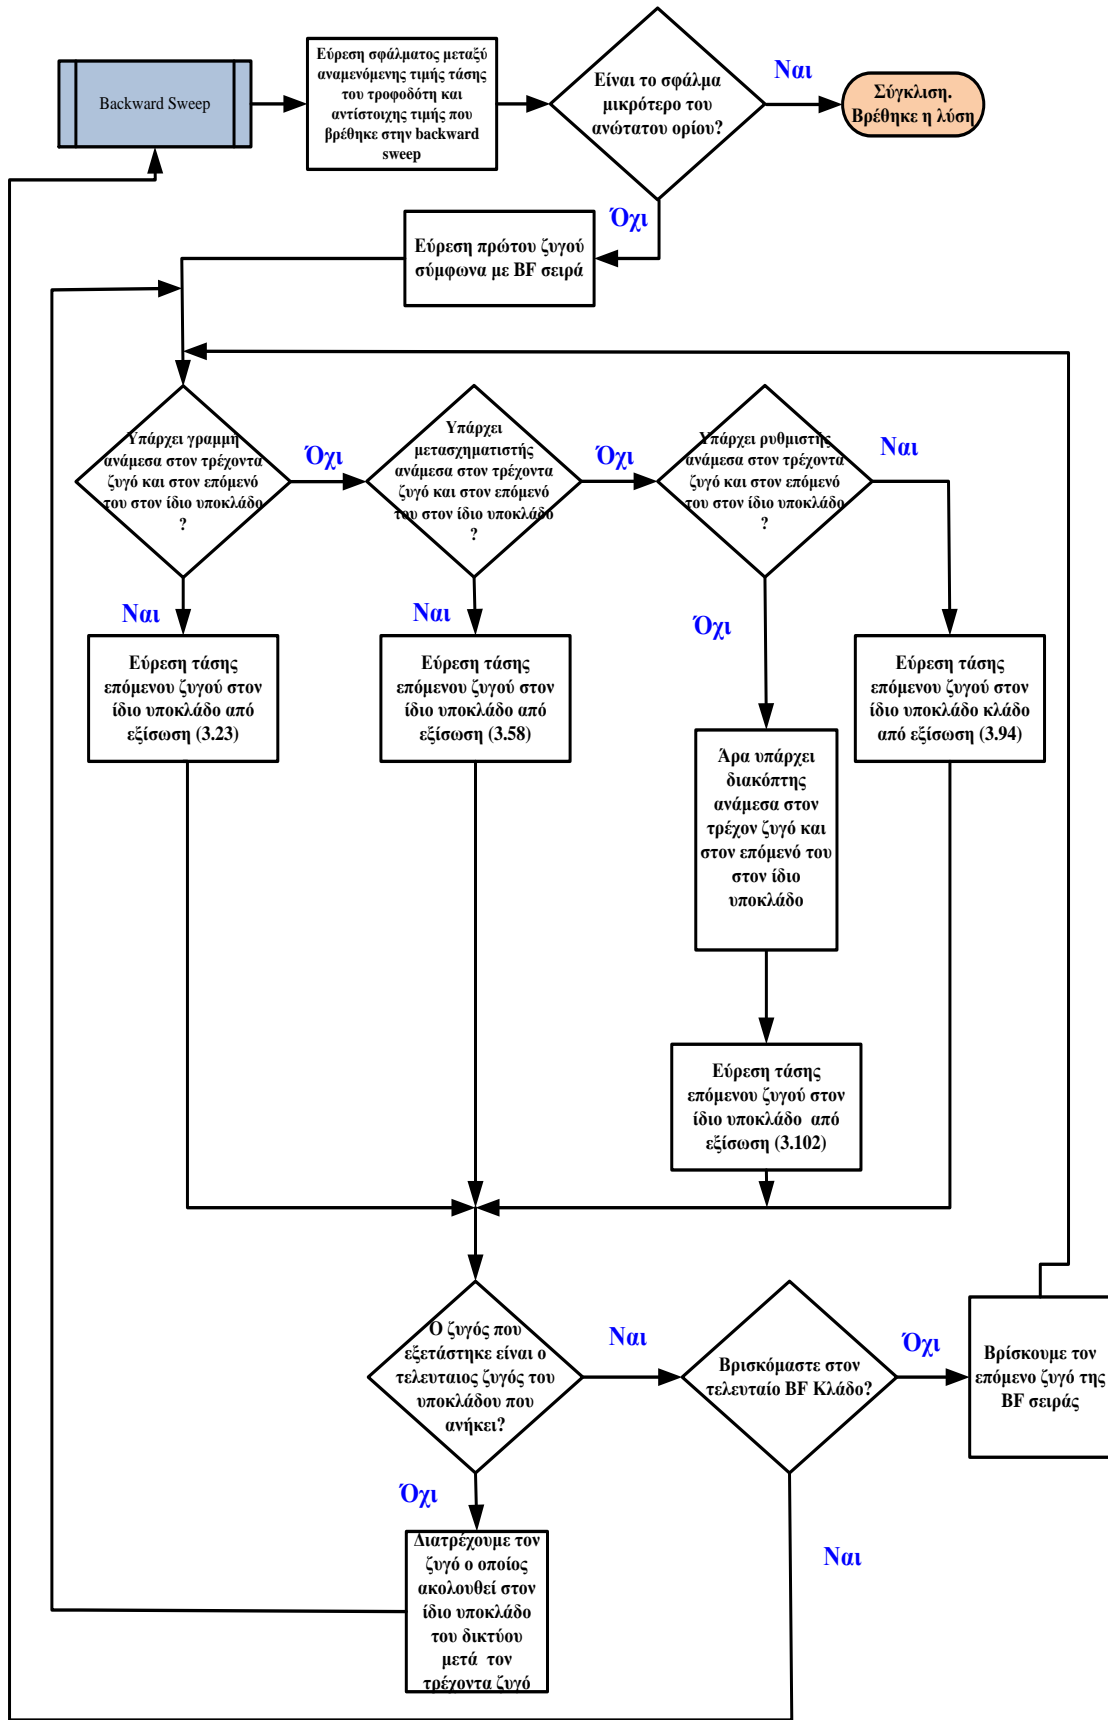 Backward Sweep
Εύρεση σφάλματος μεταξύ
αναμενόμενης τιμής τάσης
του τροφοδότη και
αντίστοιχης τιμής που
βρέθηκε στην backward
sweep
Είναι το σφάλμα
μικρότερο του
ανώτατου ορίου?
Ναι
Σύγκλιση.
Βρέθηκε η λύση
Όχι
Εύρεση πρώτου ζυγού
σύμφωνα με BF σειρά
Υπάρχει γραμμή
ανάμεσα στον τρέχοντα
ζυγό και στον επόμενό
του στον ίδιο υποκλάδο
?
Όχι
Υπάρχει
μετασχηματιστής
ανάμεσα στον τρέχοντα
ζυγό και στον επόμενό
του στον ίδιο υποκλάδο
?
Όχι
Υπάρχει ρυθμιστής
ανάμεσα στον τρέχοντα
ζυγό και στον επόμενό
του στον ίδιο υποκλάδο
?
Ναι
Ναι
Ναι
Όχι
Εύρεση τάσης
επόμενου ζυγού στον
ίδιο υποκλάδο από
εξίσωση (3.23)
Εύρεση τάσης
επόμενου ζυγού στον
ίδιο υποκλάδο από
εξίσωση (3.58)
Εύρεση τάσης
επόμενου ζυγού στον
ίδιο υποκλάδο κλάδο
από εξίσωση (3.94)
Άρα υπάρχει
διακόπτης
ανάμεσα στον
τρέχον ζυγό και
στον επόμενό του
στον ίδιο
υποκλάδο
Εύρεση τάσης
επόμενου ζυγού στον
ίδιο υποκλάδο από
εξίσωση (3.102)
Ο ζυγός που
εξετάστηκε είναι ο
τελευταιος ζυγός του
υποκλάδου που
ανήκει?
Ναι
Βρισκόμαστε στον
τελευταίο BF Κλάδο?
Όχι
Βρίσκουμε τον
επόμενο ζυγό της
BF σειράς
Όχι
Ναι
Διατρέχουμε τον
ζυγό ο οποίος
ακολουθεί στον
ίδιο υποκλάδο
του δικτύου
μετά τον
τρέχοντα ζυγό